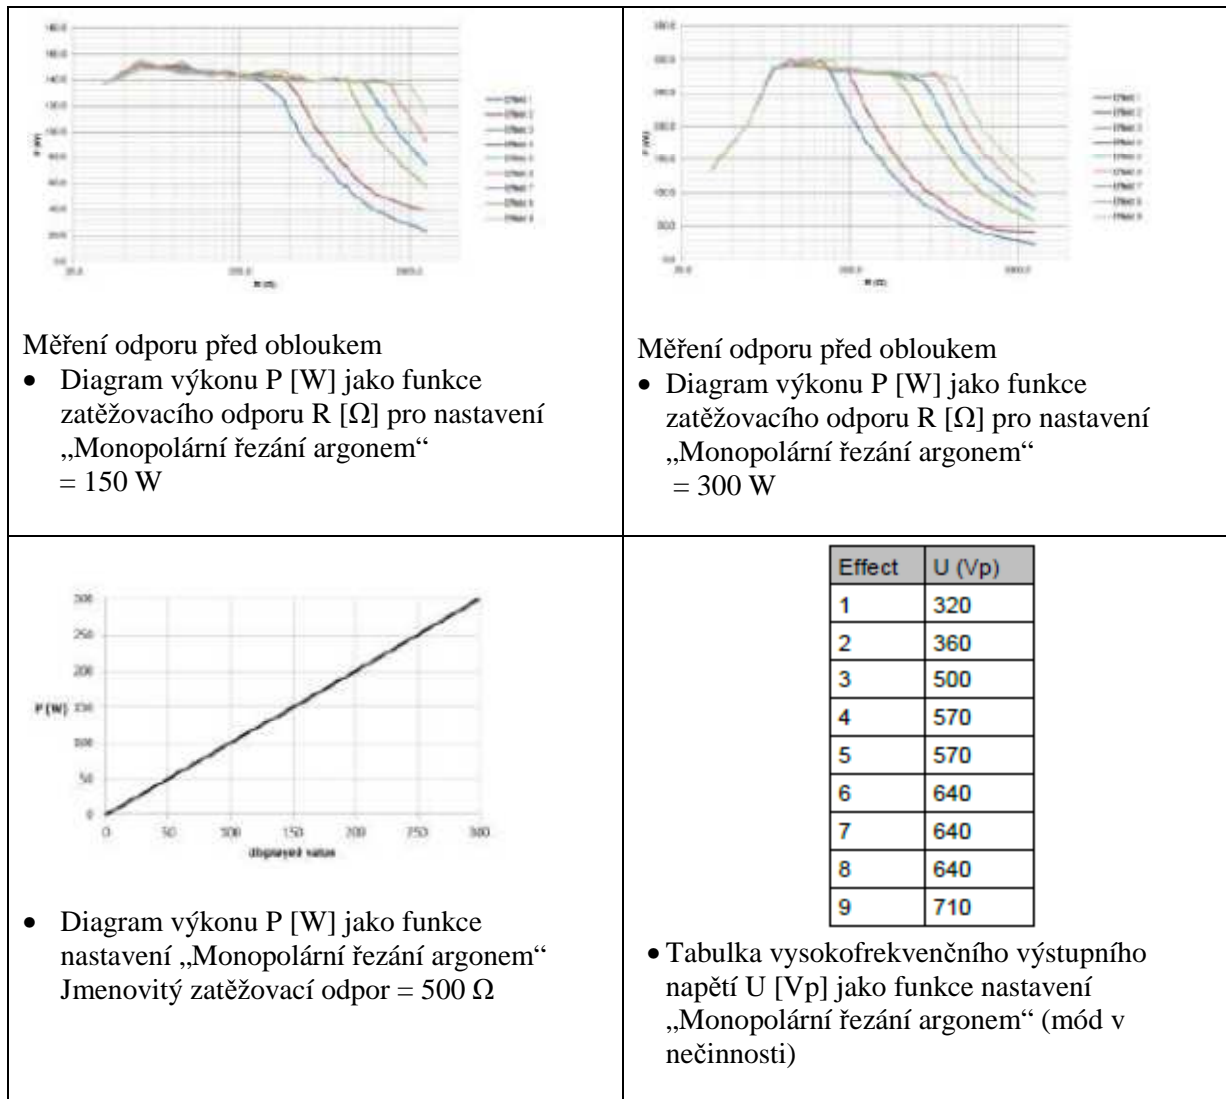 P (W)
R (Ω)
Effekt 1
Effekt 2
Měření odporu před obloukem
• Diagram výkonu P [W] jako funkce
zatěžovacího odporu R [Ω] pro nastavení
„Monopolární řezání argonem“
= 150 W
Měření odporu před obloukem
• Diagram výkonu P [W] jako funkce
zatěžovacího odporu R [Ω] pro nastavení
„Monopolární řezání argonem“
= 300 W
300
250
200
P [W] 150
100
50
0
0 50 100 150 200 250 300
displayed value
• Diagram výkonu P [W] jako funkce
nastavení „Monopolární řezání argonem“
Jmenovitý zatěžovací odpor = 500 Ω
Effect U (Vp)
1 320
2 360
3 500
4 570
5 570
6 640
7 640
8 640
9 710
• Tabulka vysokofrekvenčního výstupního
napětí U [Vp] jako funkce nastavení
„Monopolární řezání argonem“ (mód v
nečinnosti)